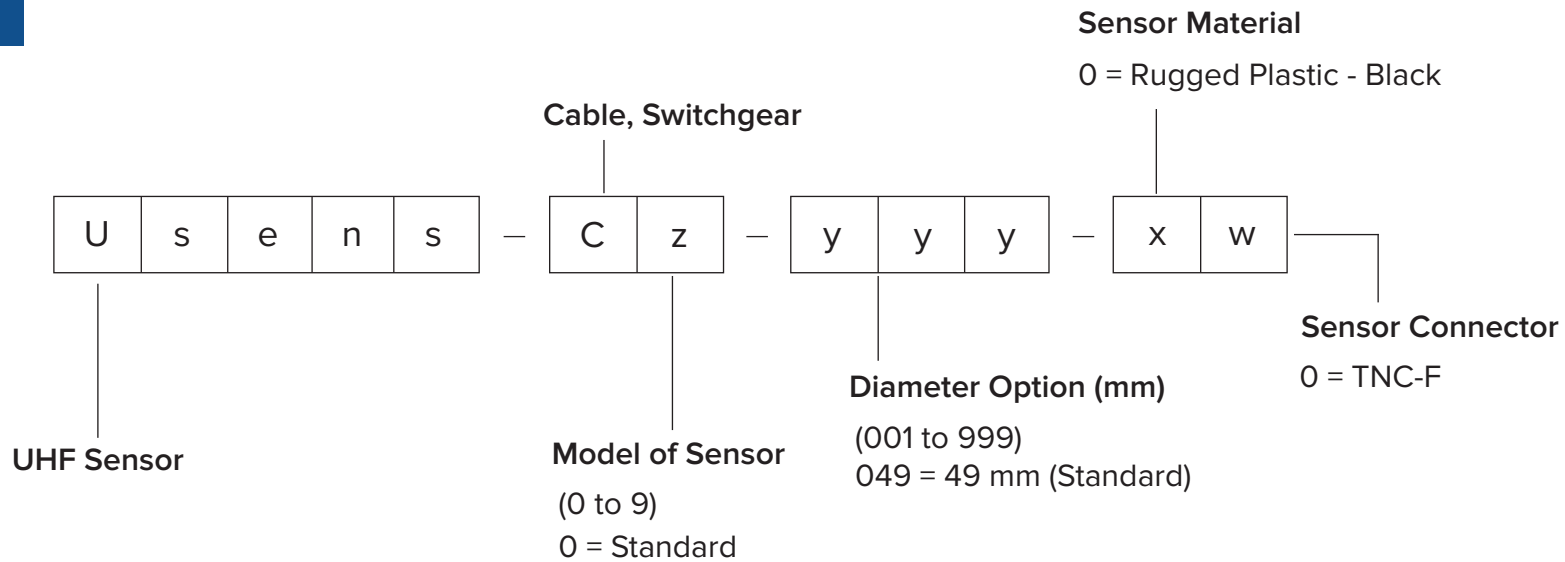 Sensor Material
0 = Rugged Plastic - Black
Cable, Switchgear
U s e n s – C z – y y y – x w
Sensor Connector
0 = TNC-F
Diameter Option (mm)
(001 to 999)
049 = 49 mm (Standard)
Model of Sensor
(0 to 9)
0 = Standard
UHF Sensor